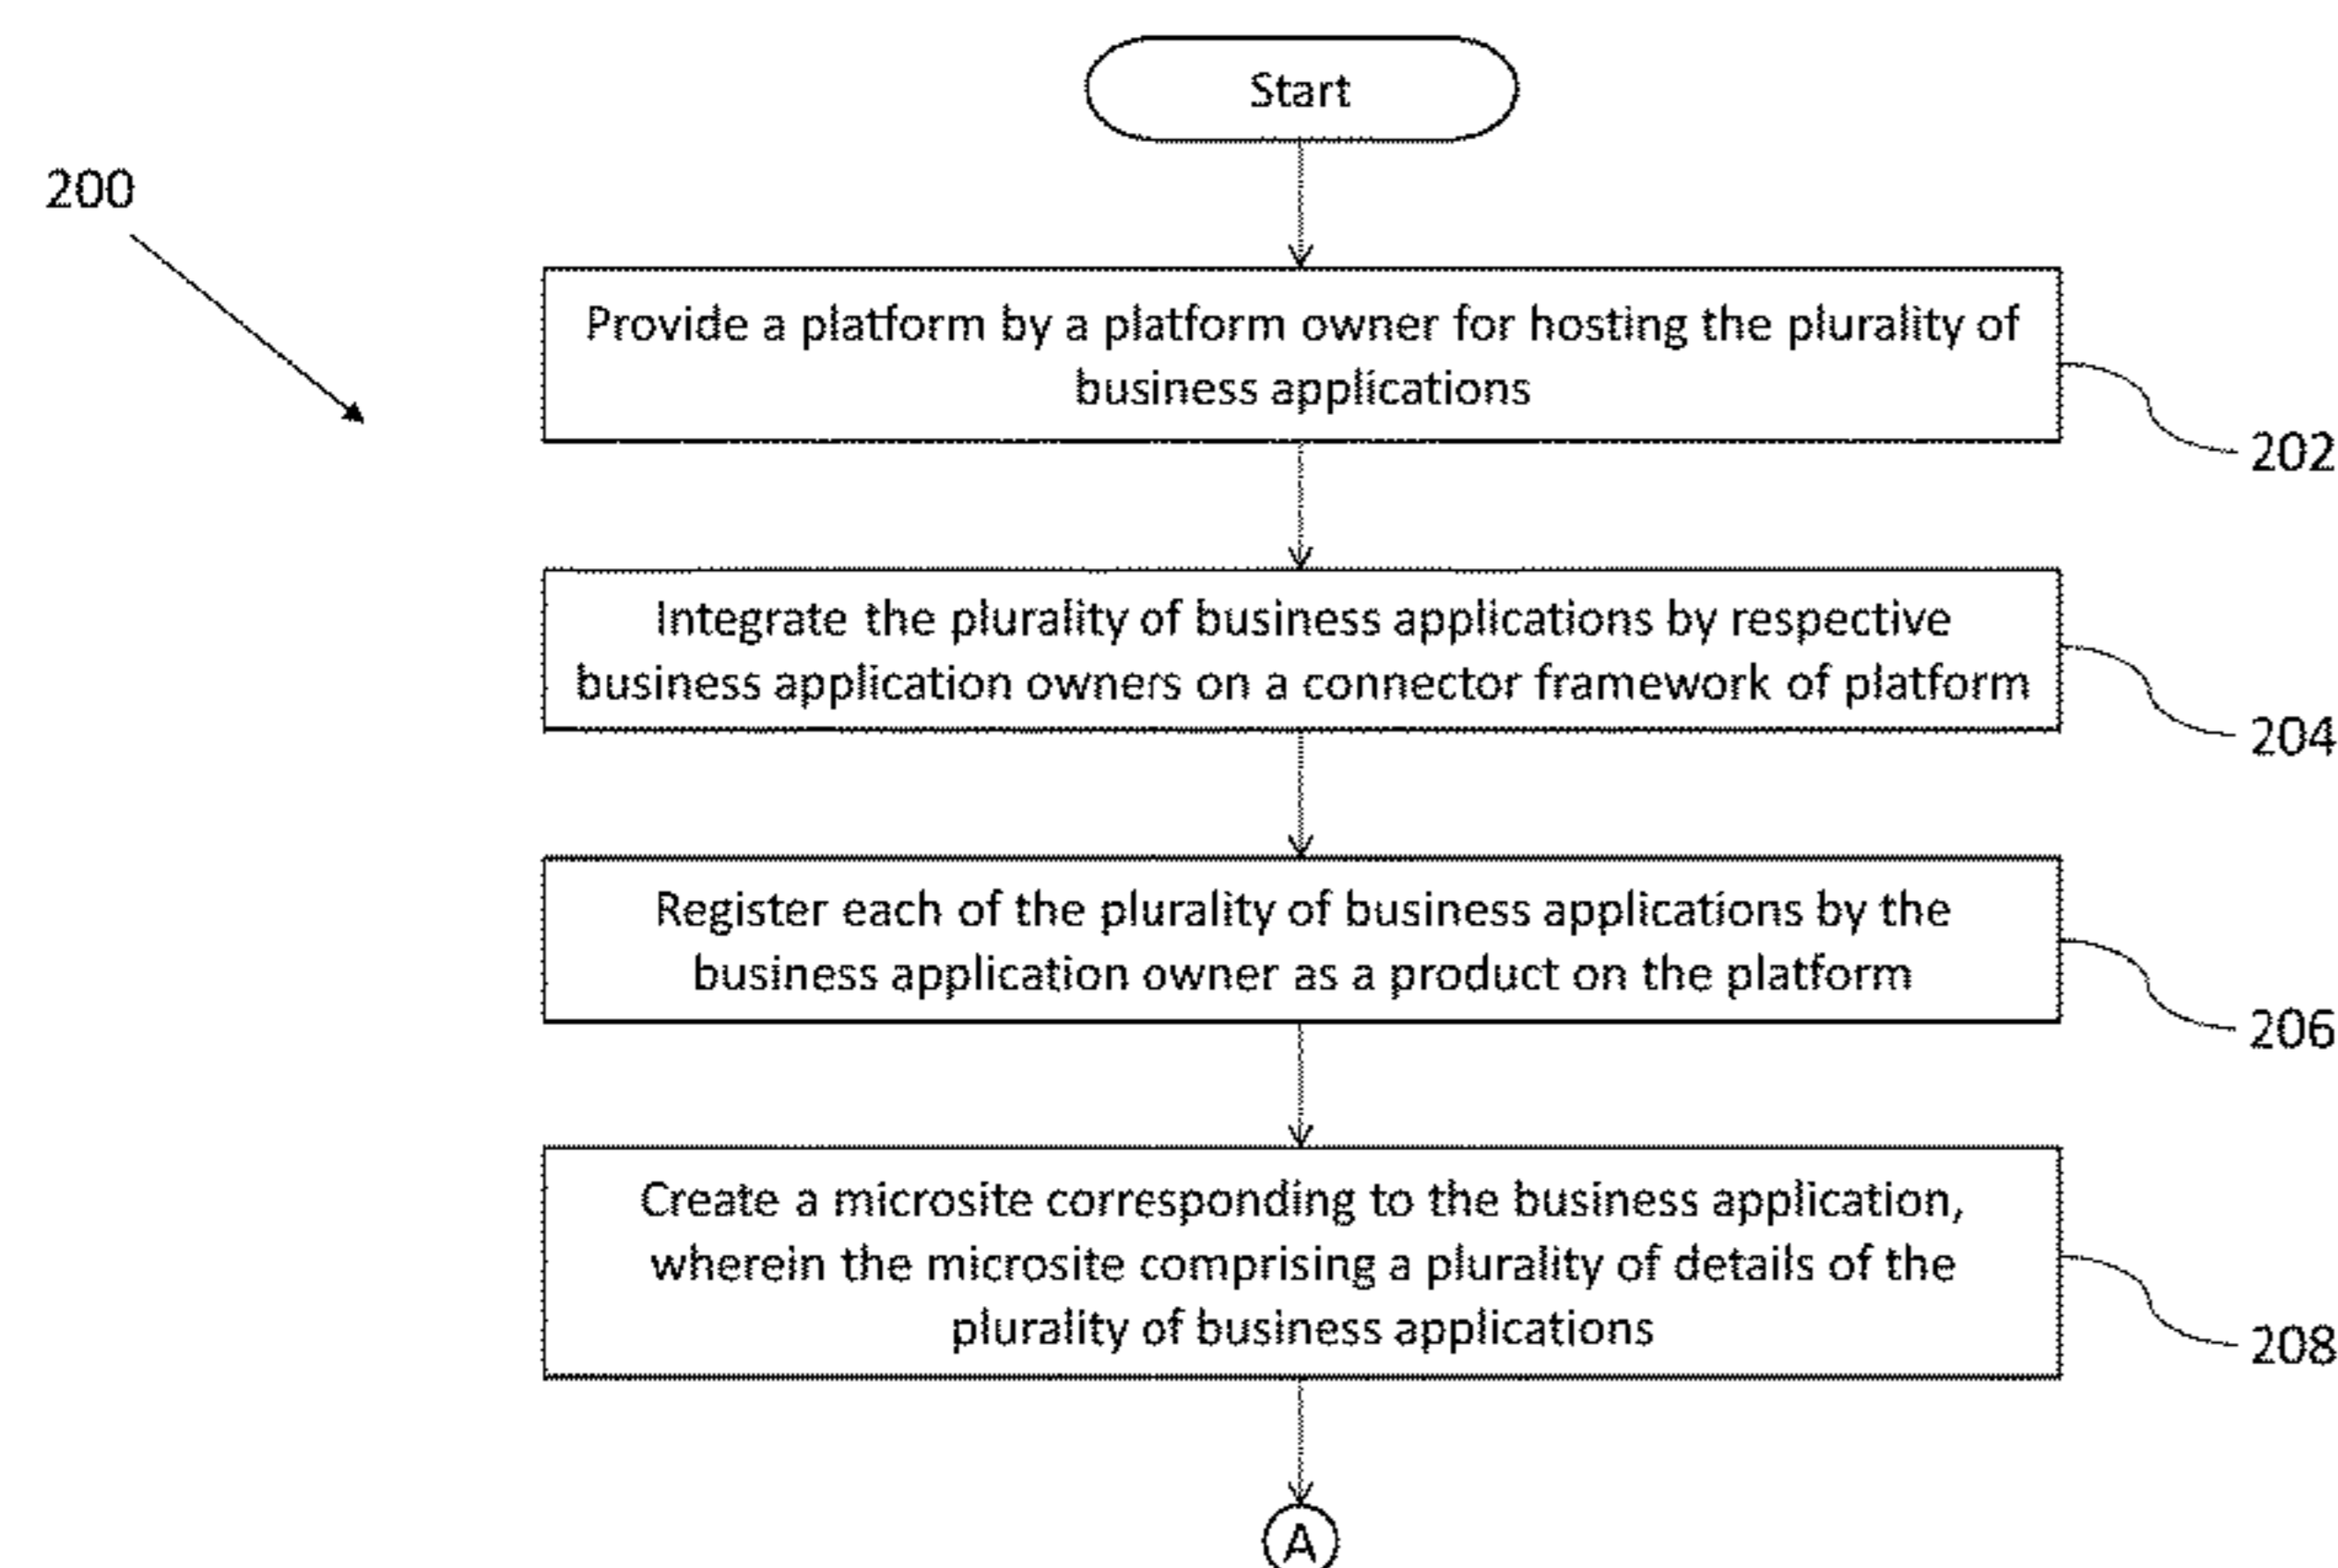 Start
200
Provide a platform by a platform owner for hosting the plurality of
business applications
202
Integrate the plurality of business applications by respective
business application owners on a connector framework of platform
204
Register each of the plurality of business applications by the
business application owner as a product on the platform
206
Create a microsite corresponding to the business application,
wherein the microsite comprising a plurality of details of the
plurality of business applications
208
A